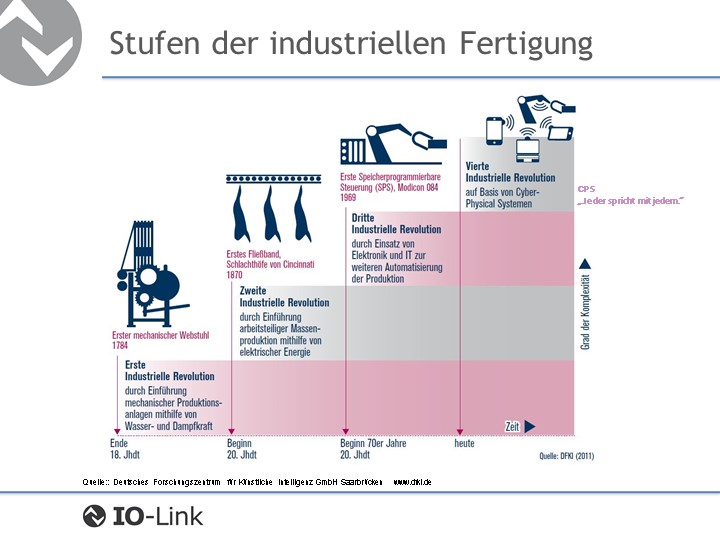 Stufen der industriellen Fertigung
Erster mechanischer Webstuhl
1784
Erste
Industrielle Revolution
durch Einführung
mechanischer Produktions-
anlagen mithilfe von
Wasser- und Dampfkraft
Erstes Fließband,
Schlachthöfe von Cincinnati
1870
Zweite
Industrielle Revolution
durch Einführung
arbeitsteiliger Massen-
produktion mithilfe von
elektrischer Energie
Erste Speicherprogrammierbare
Steuerung (SPS), Modicon 084
1969
Dritte
Industrielle Revolution
durch Einsatz von
Elektronik und IT zur
weiteren Automatisierung
der Produktion
Vierte
Industrielle Revolution
auf Basis von Cyber-
Physical Systemen
CPS
„Jeder spricht mit jedem.“
Grad der Komplexität
Zeit
Ende
18. Jhdt
Beginn
20. Jhdt
Beginn 70er Jahre
20. Jhdt
heute
Quelle: DFKI (2011)
Quelle:: Deutsches Forschungszentrum für Künstliche Intelligenz GmbH Saarbrücken www.dfki.de
IO-Link